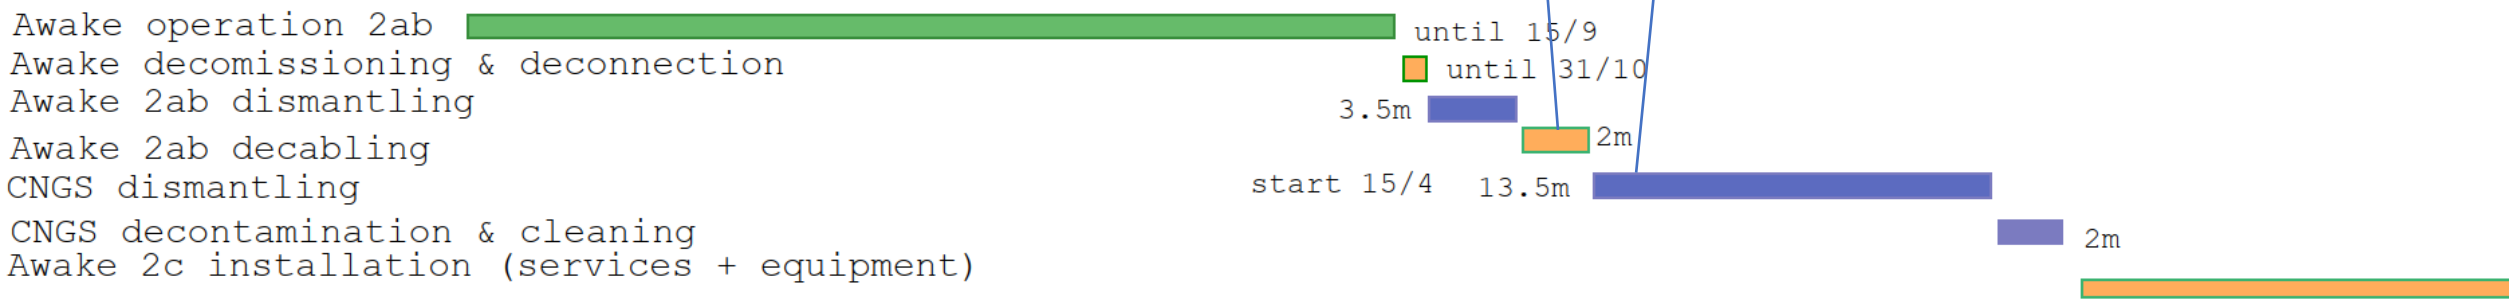 Awake operation 2ab
until 15/9
Awake decomissioning & deconnection
until 31/10
Awake 2ab dismantling
3.5m
Awake 2ab decabling
2m
CNGS dismantling
start 15/4 13.5m
CNGS decontamination & cleaning
2m
Awake 2c installation (services + equipment)